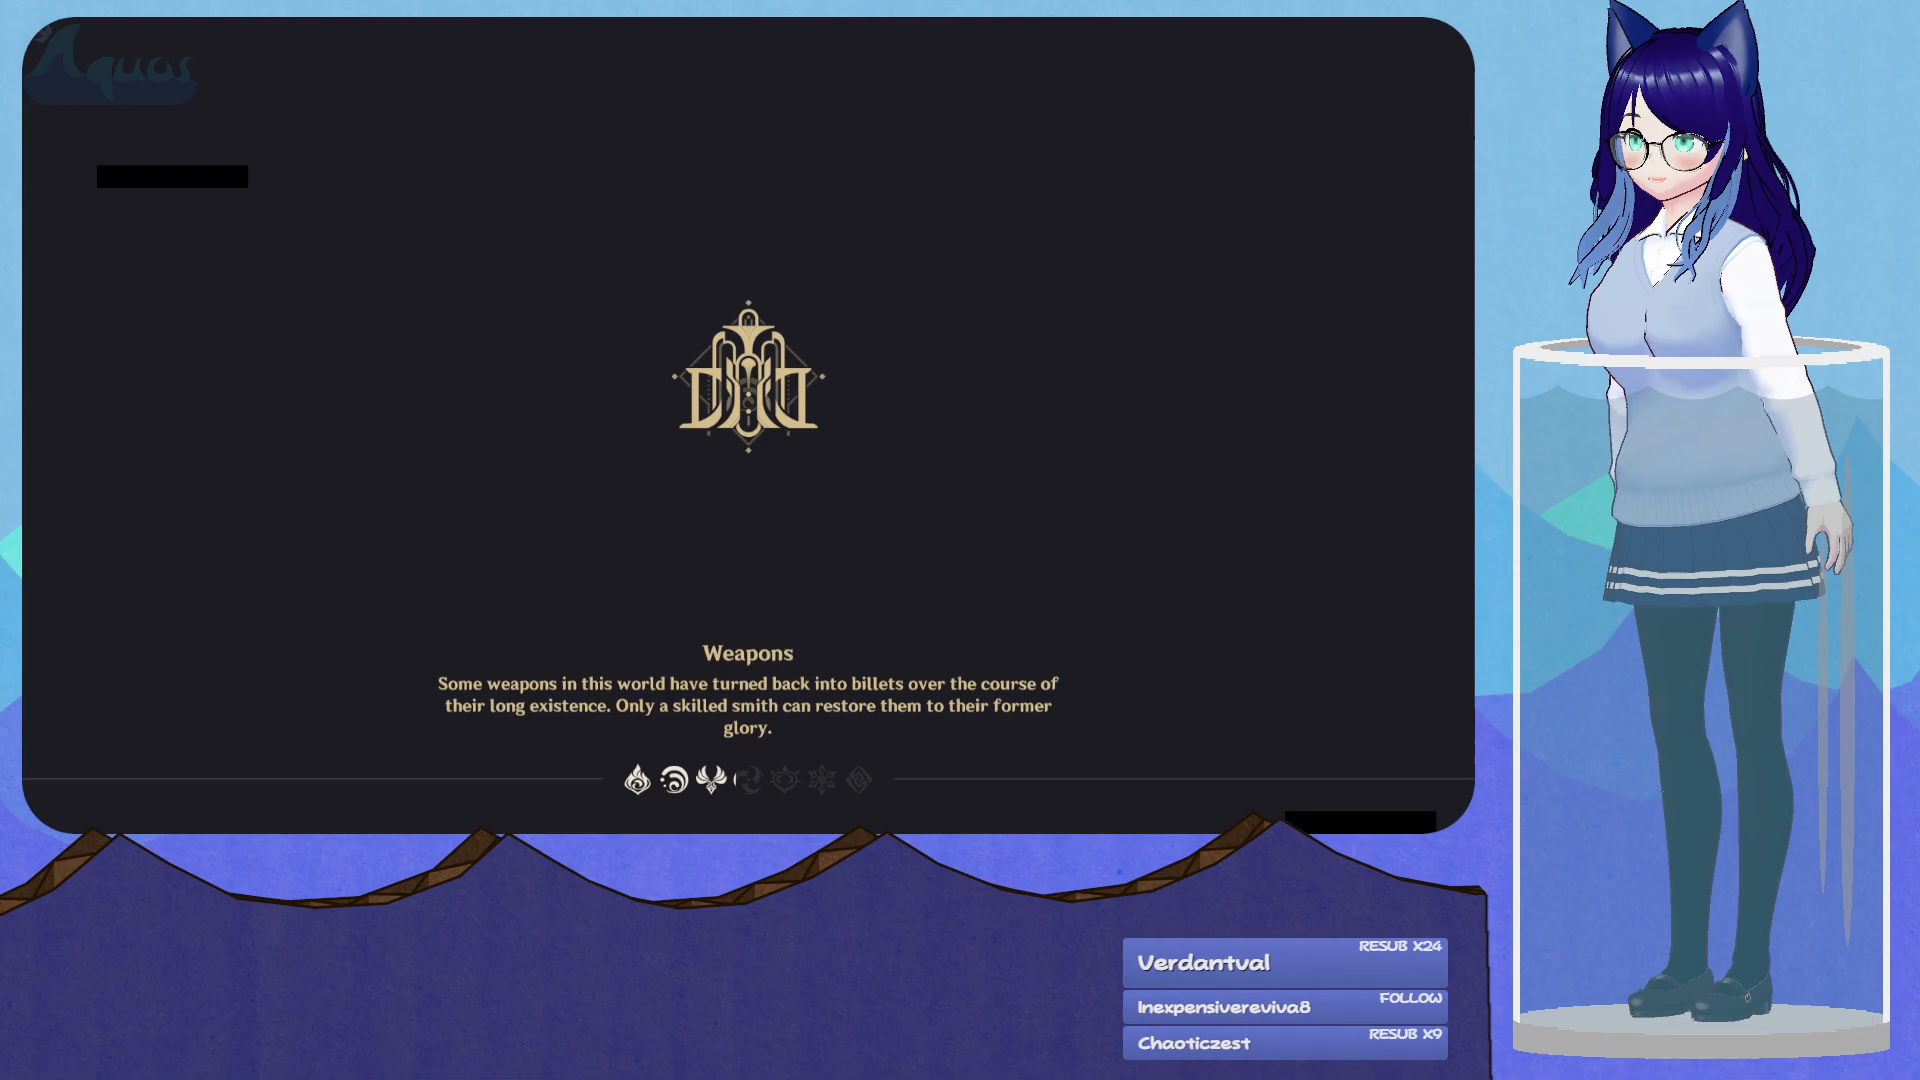 Aquas
Weapons
Some weapons in this world have turned back into billets over the course of
their long existence. Only a skilled smith can restore them to their former
glory.
RESUB X24
Verdantval
FOLLOW
Inexpensivereviva8
RESUB X9
Chaoticzest